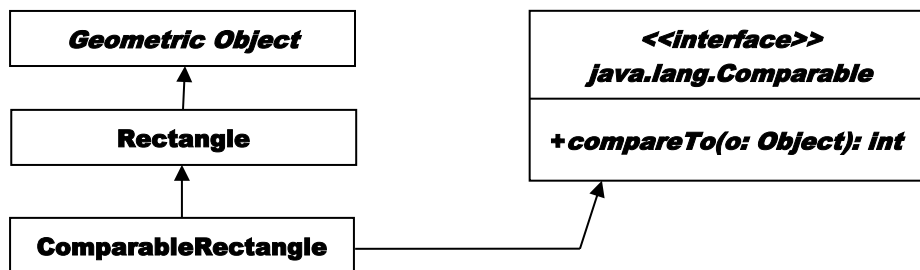 Geometric Object
Rectangle
ComparableRectangle
<<interface>>
java.lang.Comparable
+compareTo(o: Object): int